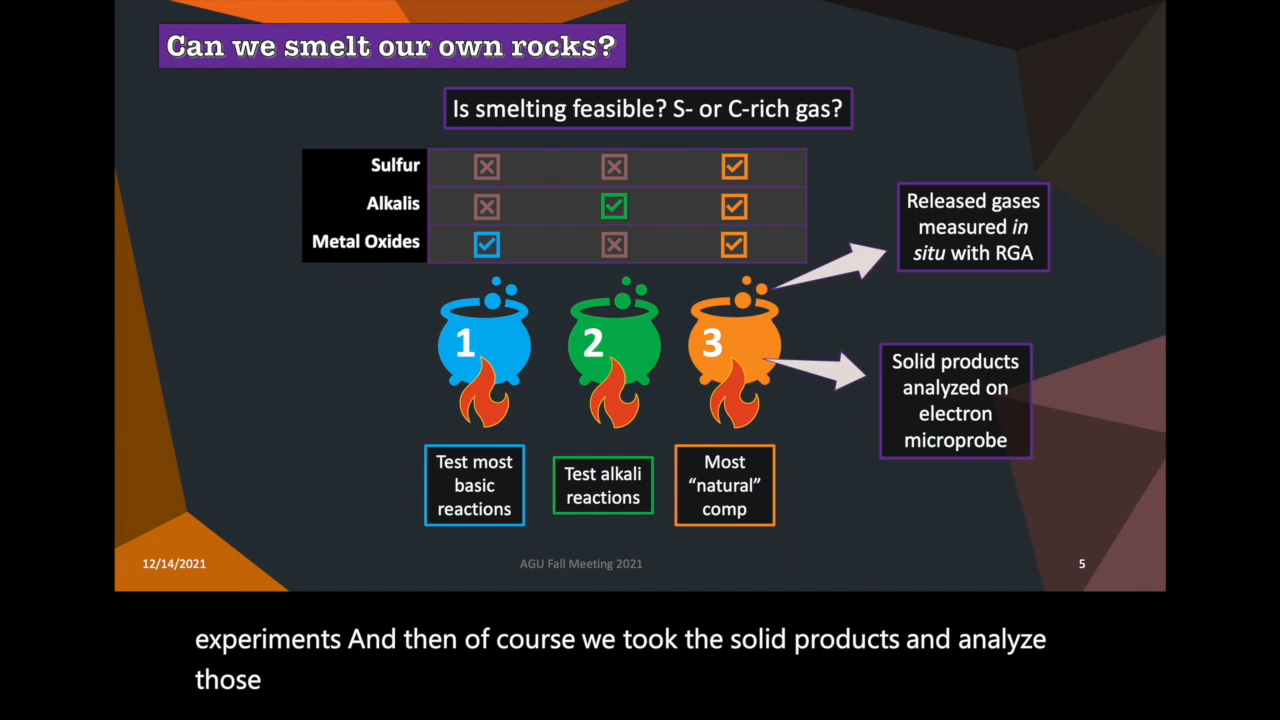 Can we smelt our own rocks?
Is smelting feasible? S- or C-rich gas?
Sulfur
Alkalis
Metal Oxides
Released gases
measured in
situ with RGA
1
2
3
Solid products
analyzed on
electron
microprobe
Test most
basic
reactions
Test alkali
reactions
Most
“natural”
comp
12/14/2021
AGU Fall Meeting 2021
5
experiments And then of course we took the solid products and analyze
those